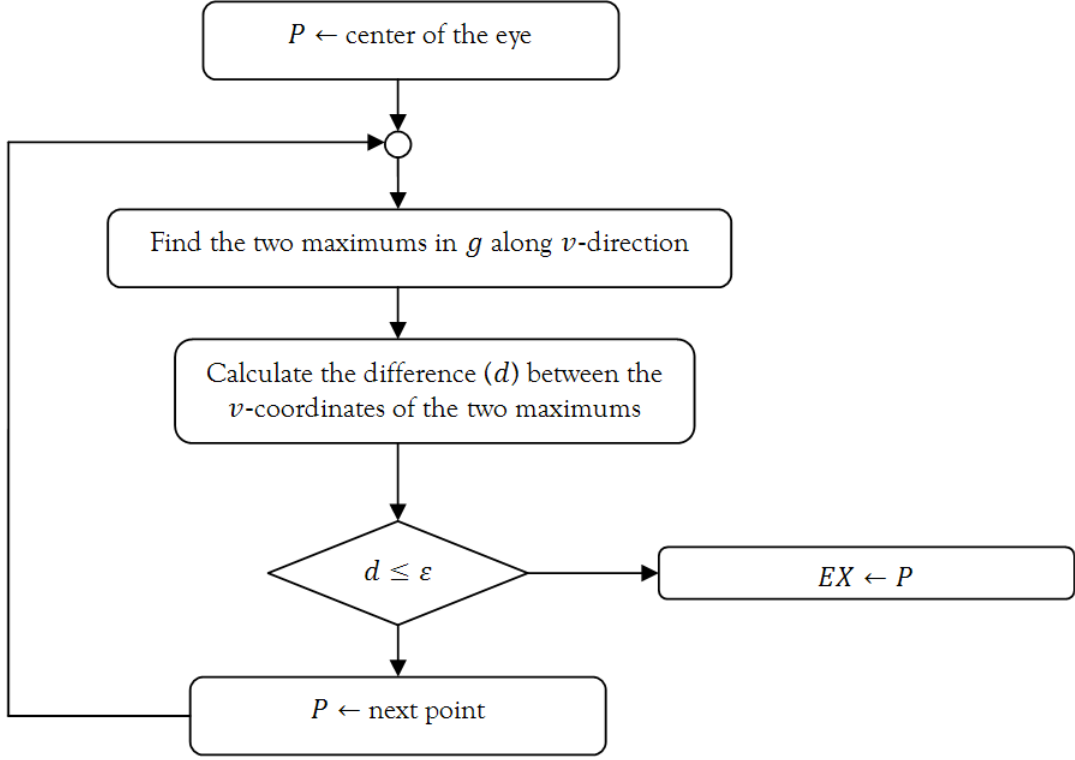 P ← center of the eye
Find the two maximums in g along v-direction
Calculate the difference (d) between the
v-coordinates of the two maximums
d ≤ ε
EX ← P
P ← next point